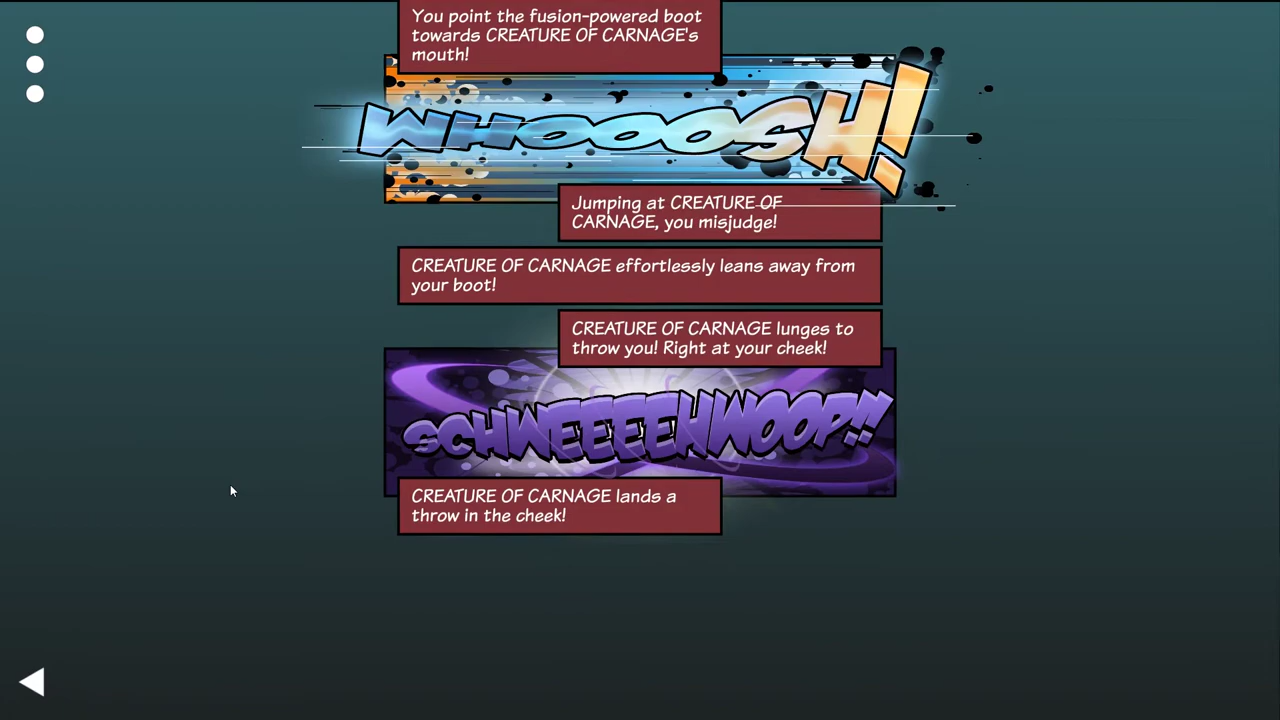 You point the fusion-powered boot
towards CREATURE OF CARNAGE's
mouth!
WHOOOSH!
Jumping at CREATURE OF
CARNAGE, you misjudge!
CREATURE OF CARNAGE effortlessly leans away from
your boot!
CREATURE OF CARNAGE lunges to
throw you! Right at your cheek!
SCHWEEEEHWOOP!!
CREATURE OF CARNAGE lands a
throw in the cheek!